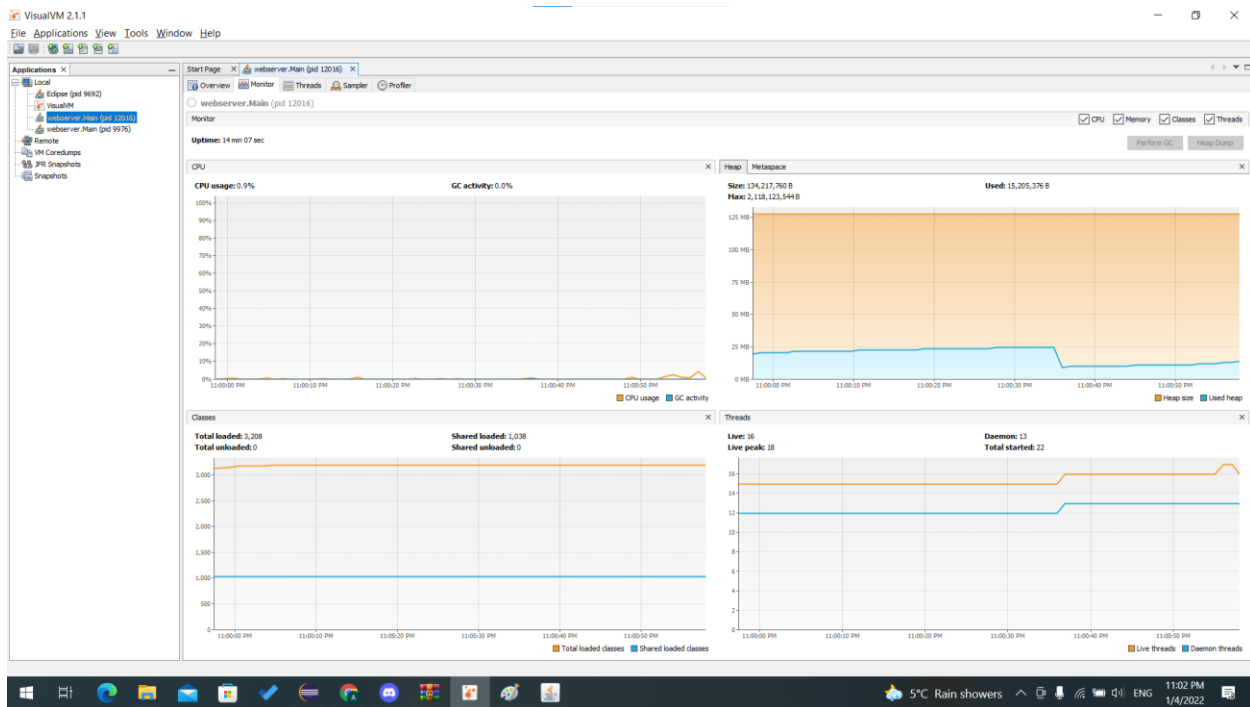 VisualVM 2.1.1
File Applications View Tools Window Help
Applications
Local
Eclipse (pid 9692)
VisualVM
webserver.Main (pid 12016)
webserver.Main (pid 9976)
Remote
VM Coredumps
JFR Snapshots
Snapshots
Start Page webserver.Main (pid 12016)
Overview Monitor Threads Sampler Profiler
webserver.Main (pid 12016)
Monitor CPU Memory Classes Threads
Uptime: 14 min 07 sec Perform GC Heap Dump
CPU
CPU usage: 0.9% GC activity: 0.0%
100%
90%
80%
70%
60%
50%
40%
30%
20%
10%
0%
11:00:00 PM 11:00:10 PM 11:00:20 PM 11:00:30 PM 11:00:40 PM 11:00:50 PM
CPU usage GC activity
Heap Metaspace
Size: 134,217,760 B Used: 15,205,376 B
Max: 2,118,123,544 B
125 MB
100 MB
75 MB
50 MB
25 MB
0 MB
11:00:00 PM 11:00:10 PM 11:00:20 PM 11:00:30 PM 11:00:40 PM 11:00:50 PM
Heap size Used heap
Classes
Total loaded: 3,208 Shared loaded: 1,038
Total unloaded: 0 Shared unloaded: 0
3,000
2,500
2,000
1,500
1,000
500
0
11:00:00 PM 11:00:10 PM 11:00:20 PM 11:00:30 PM 11:00:40 PM 11:00:50 PM
Total loaded classes Shared loaded classes
Threads
Live: 16 Daemon: 13
Live peak: 18 Total started: 22
16
14
12
10
8
6
4
2
0
11:00:00 PM 11:00:10 PM 11:00:20 PM 11:00:30 PM 11:00:40 PM 11:00:50 PM
Live threads Daemon threads
5°C Rain showers ENG 11:02 PM
1/4/2022